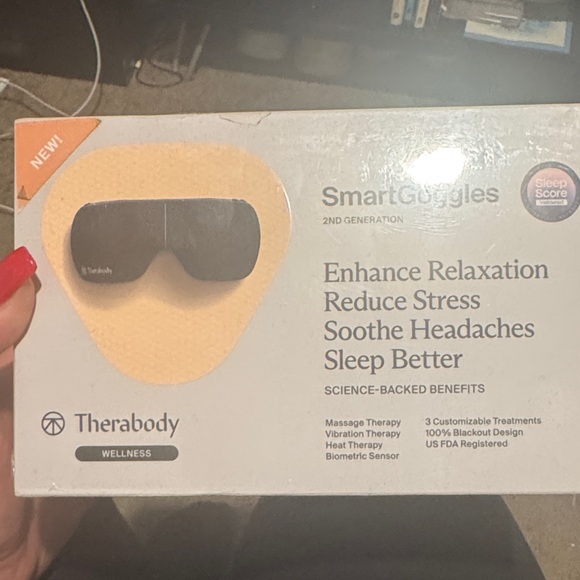 NEW!
SmartGoggles
2ND GENERATION
Sleep
Score
Therabody
Enhance Relaxation
Reduce Stress
Soothe Headaches
Sleep Better
SCIENCE-BACKED BENEFITS
Therabody
WELLNESS
Massage Therapy
Vibration Therapy
Heat Therapy
Biometric Sensor
3 Customizable Treatments
100% Blackout Design
US FDA Registered